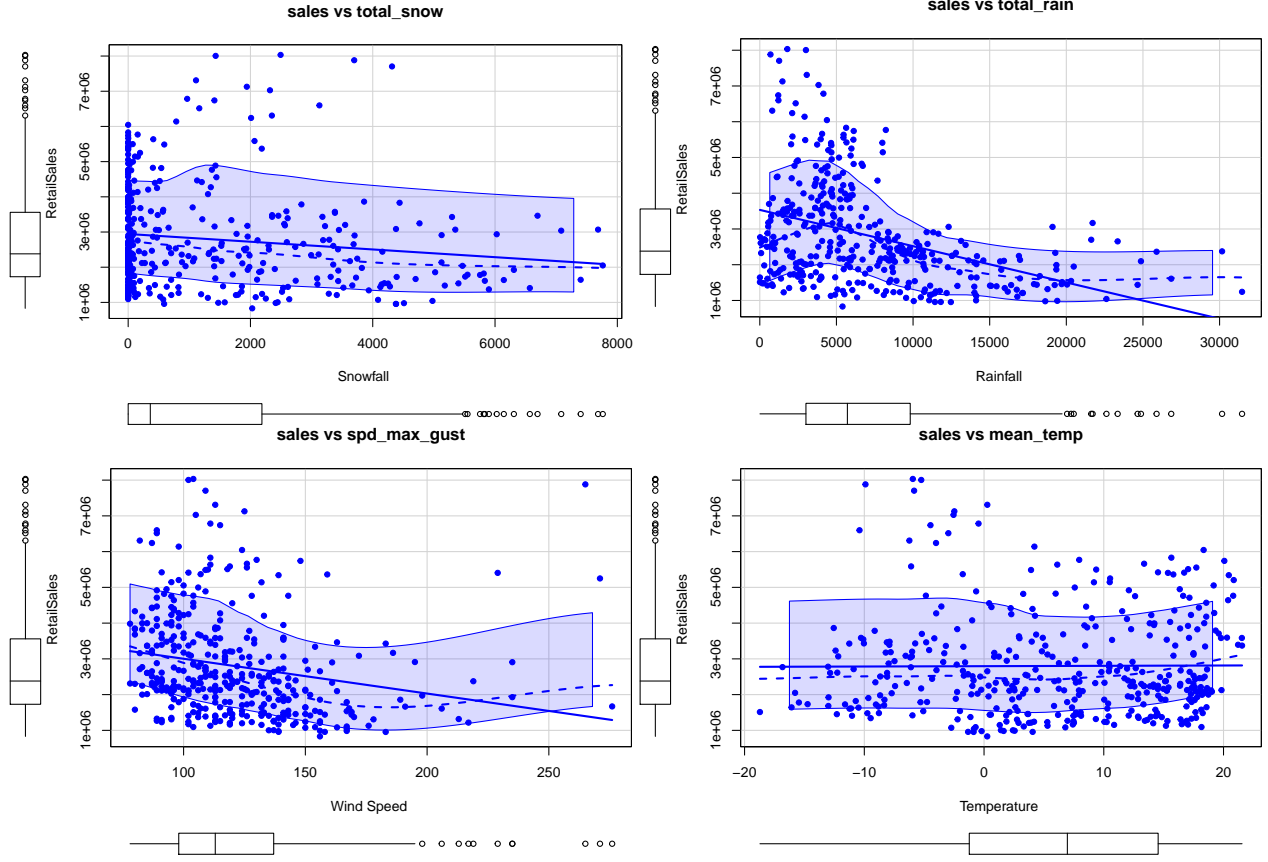 sales vs total_snow
RetailSales
1e+06 3e+06 5e+06 7e+06
0 2000 4000 6000 8000
Snowfall
sales vs total_rain
RetailSales
1e+06 3e+06 5e+06 7e+06
0 5000 10000 15000 20000 25000 30000
Rainfall
sales vs spd_max_gust
RetailSales
1e+06 3e+06 5e+06 7e+06
100 150 200 250
Wind Speed
sales vs mean_temp
RetailSales
1e+06 3e+06 5e+06 7e+06
−20 −10 0 10 20
Temperature